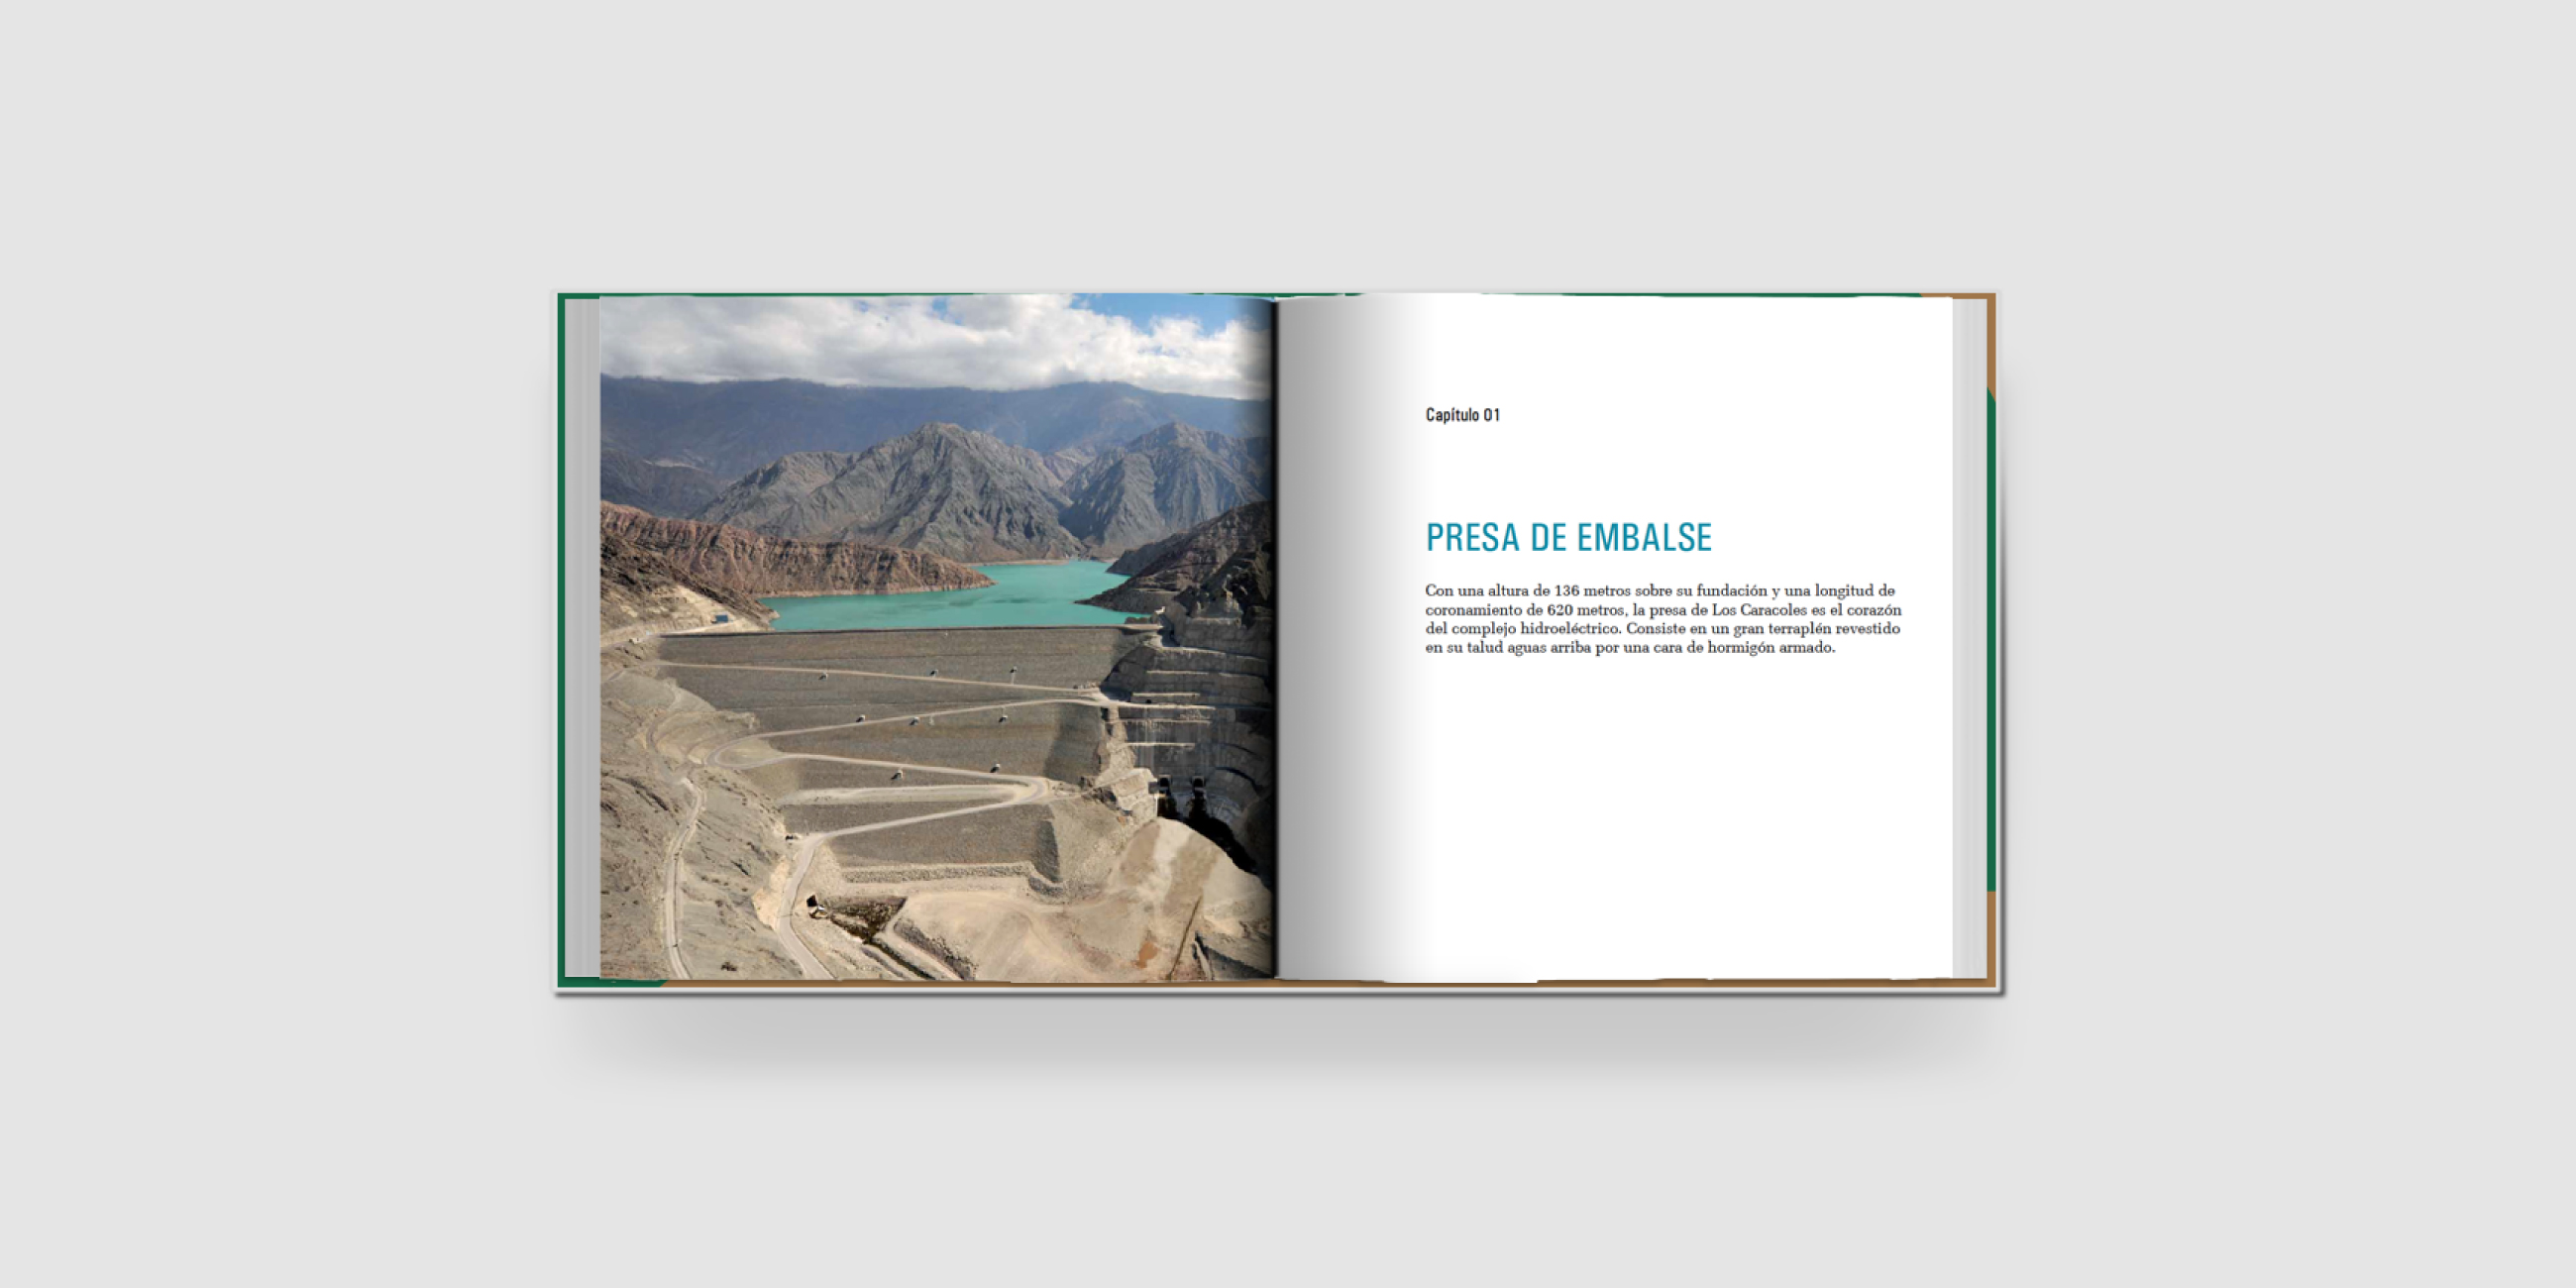 Capítulo 01
PRESA DE EMBALSE
Con una altura de 136 metros sobre su fundación y una longitud de
coronamiento de 620 metros, la presa de Los Caracoles es el corazón
del complejo hidroeléctrico. Consiste en un gran terraplén revestido
en su talud aguas arriba por una cara de hormigón armado.